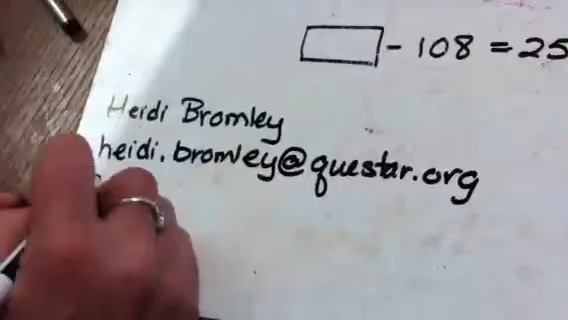 □ - 108 = 25
Heidi Bromley
heidi.bromley@questar.org